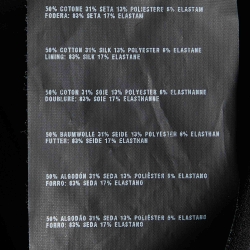 50% COTONE 31% SETA 13% POLIESTERE 6% ELASTAM
FODERA: 83% SETA 17% ELASTAM
50% COTTON 31% SILK 13% POLYESTER 6% ELASTANE
LINING: 83% SILK 17% ELASTANE
50% COTON 31% SOIE 13% POLYESTER 6% ELASTHANNE
DOUBLURE: 83% SOIE 17% ELASTHANNE
50% BAUMWOLLE 31% SEIDE 13% POLYESTER 6% ELASTHAN
FUTTER: 83% SEIDE 17% ELASTHAN
50% ALGODÓN 31% SEDA 13% POLIÉSTER 6% ELASTANO
FORRO: 83% SEDA 17% ELASTANO
50% ALGODÃO 31% SEDA 13% POLIÉSTER 6% ELASTANO
FORRO: 83% SEDA 17% ELASTANO